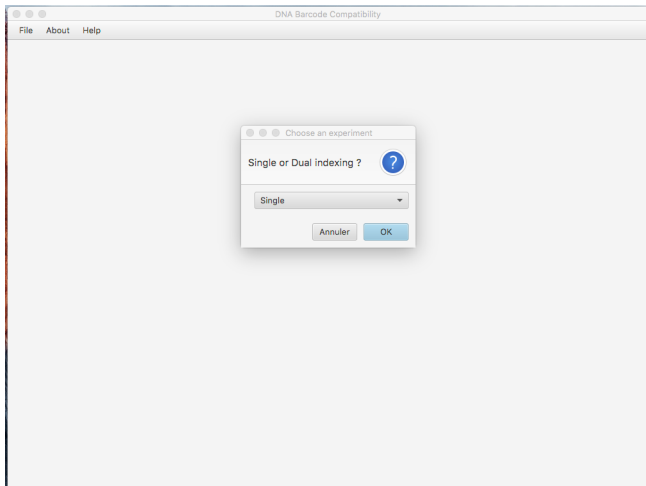 DNA Barcode Compatibility
File About Help
Choose an experiment
Single or Dual indexing ?
?
Single
Annuler OK